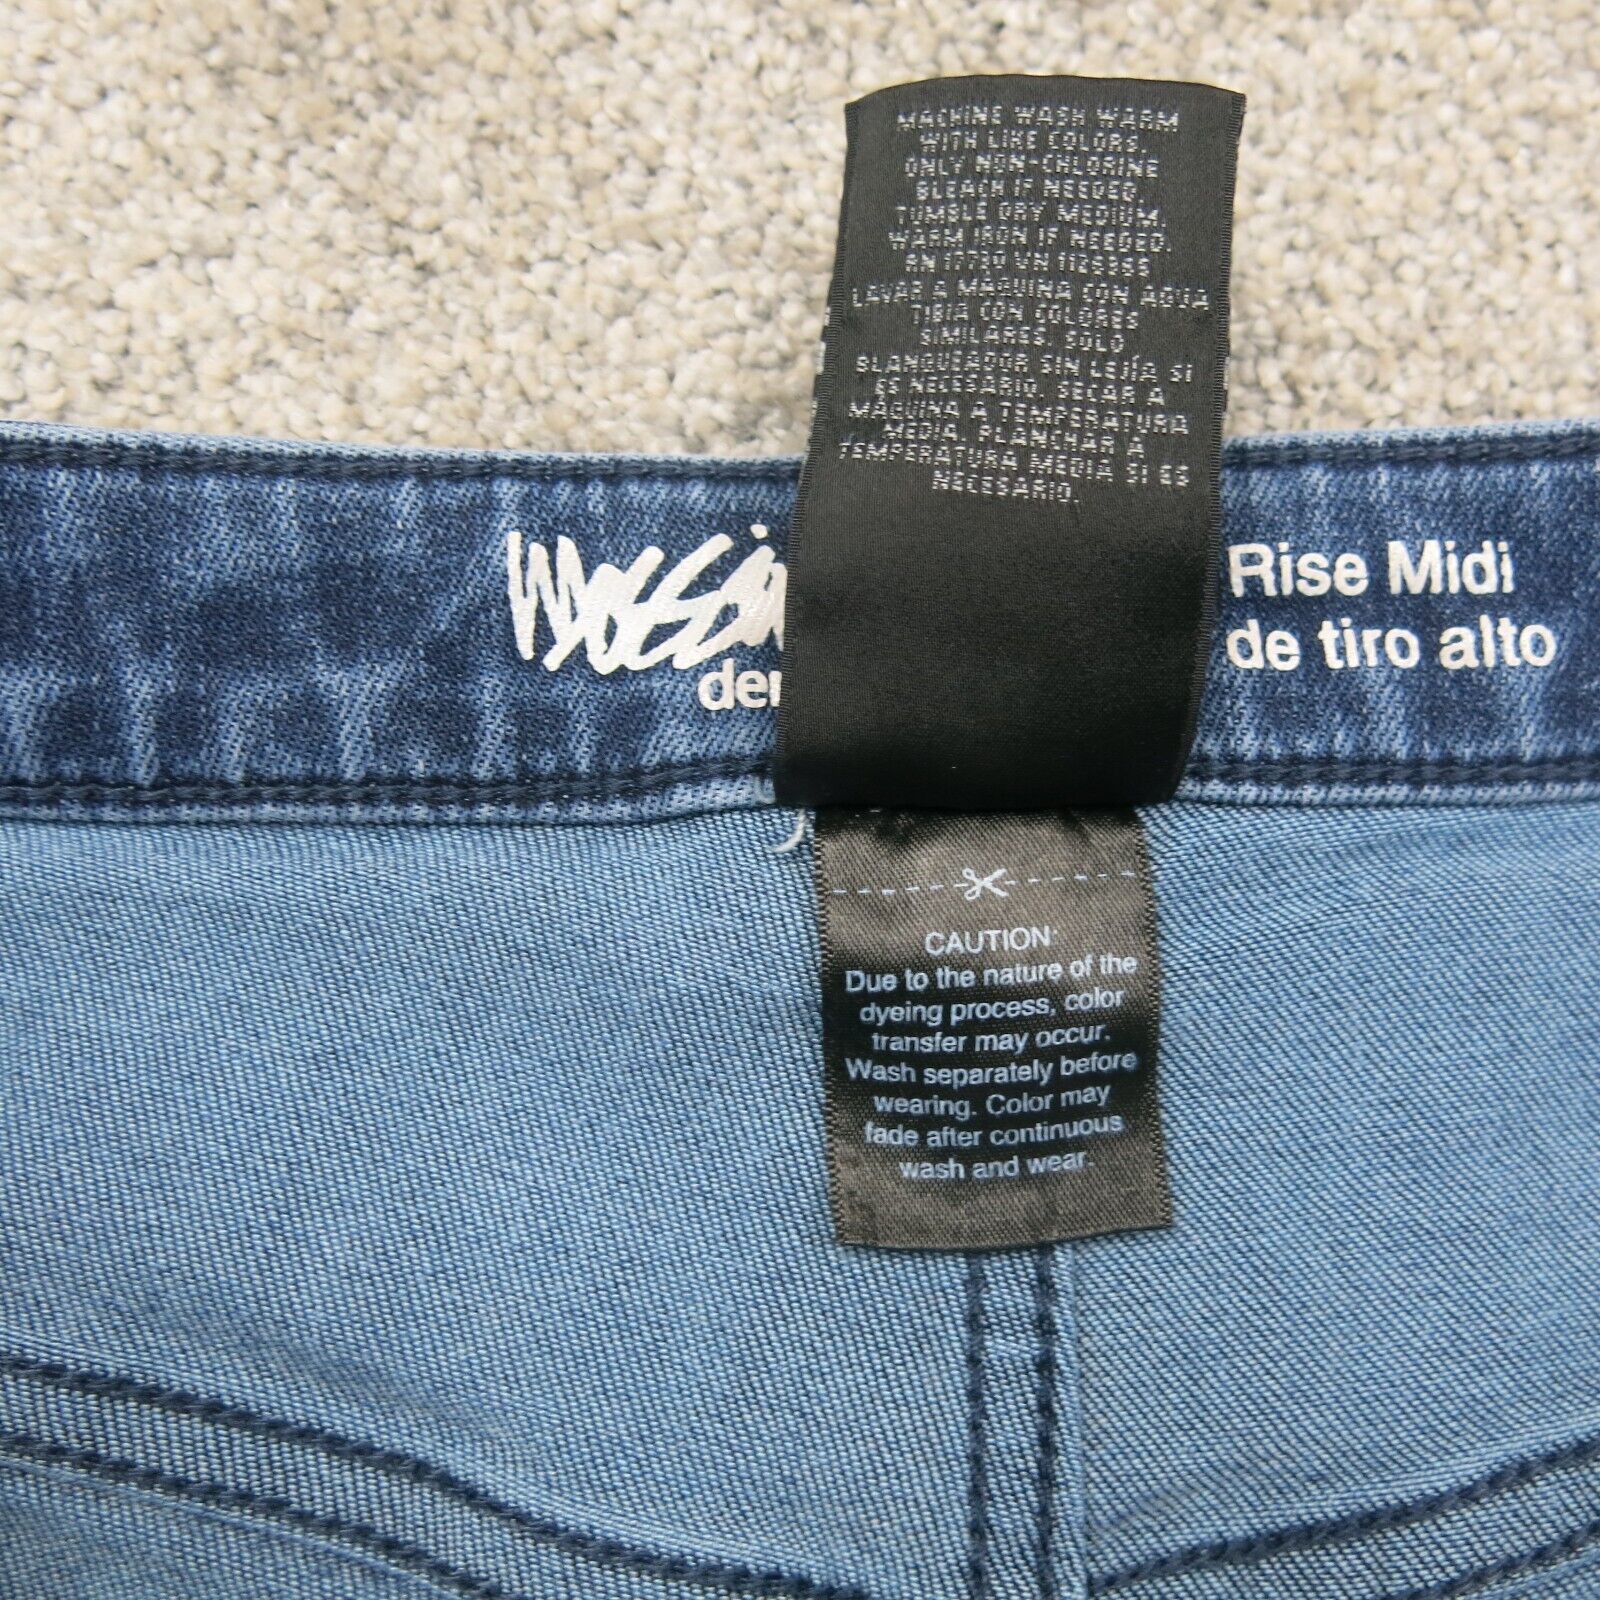 MACHINE WASH WARM
WITH LIKE COLORS.
ONLY NON-CHLORINE
BLEACH IF NEEDED.
TUMBLE DRY MEDIUM.
WARM IRON IF NEEDED.
LAVAR A MAQUINA CON AGUA
TIBIA CON COLORES
SIMILARES. SOLO
BLANQUEADOR SIN LEJÍA SI
ES NECESARIO. SECAR A
MAQUINA A TEMPERATURA
MEDIA. PLANCHAR A
TEMPERATURA MEDIA SI ES
NECESARIO.
Mossim
den
Rise Midi
de tiro alto
CAUTION:
Due to the nature of the
dyeing process, color
transfer may occur.
Wash separately before
wearing. Color may
fade after continuous
wash and wear.